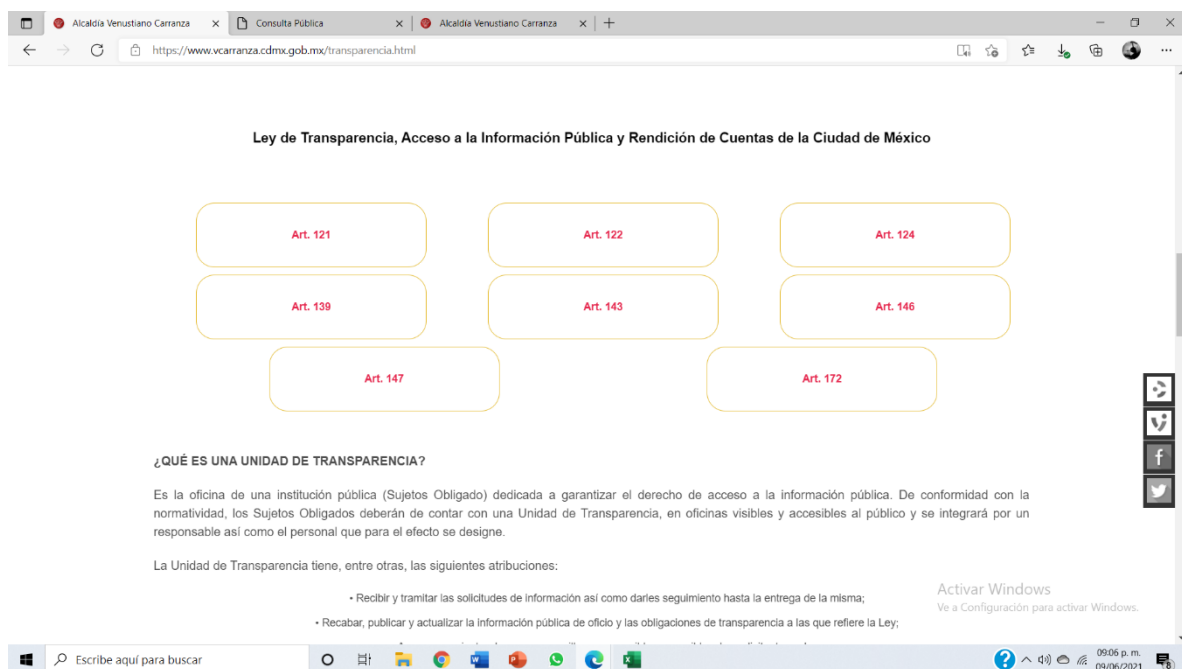 Alcaldía Venustiano Carranza
Consulta Pública
Alcaldía Venustiano Carranza
https://www.vcarranza.cdmx.gob.mx/transparencia.html
Ley de Transparencia, Acceso a la Información Pública y Rendición de Cuentas de la Ciudad de México
Art. 121 Art. 122 Art. 124
Art. 139 Art. 143 Art. 146
Art. 147 Art. 172
¿QUÉ ES UNA UNIDAD DE TRANSPARENCIA?
Es la oficina de una institución pública (Sujetos Obligado) dedicada a garantizar el derecho de acceso a la información pública. De conformidad con la
normatividad, los Sujetos Obligados deberán de contar con una Unidad de Transparencia, en oficinas visibles y accesibles al público y se integrará por un
responsable así como el personal que para el efecto se designe.
La Unidad de Transparencia tiene, entre otras, las siguientes atribuciones:
• Recibir y tramitar las solicitudes de información así como darles seguimiento hasta la entrega de la misma;
• Recabar, publicar y actualizar la información pública de oficio y las obligaciones de transparencia a las que refiere la Ley;
Activar Windows
Ve a Configuración para activar Windows.
Escribe aquí para buscar
09:06 p. m.
09/06/2021